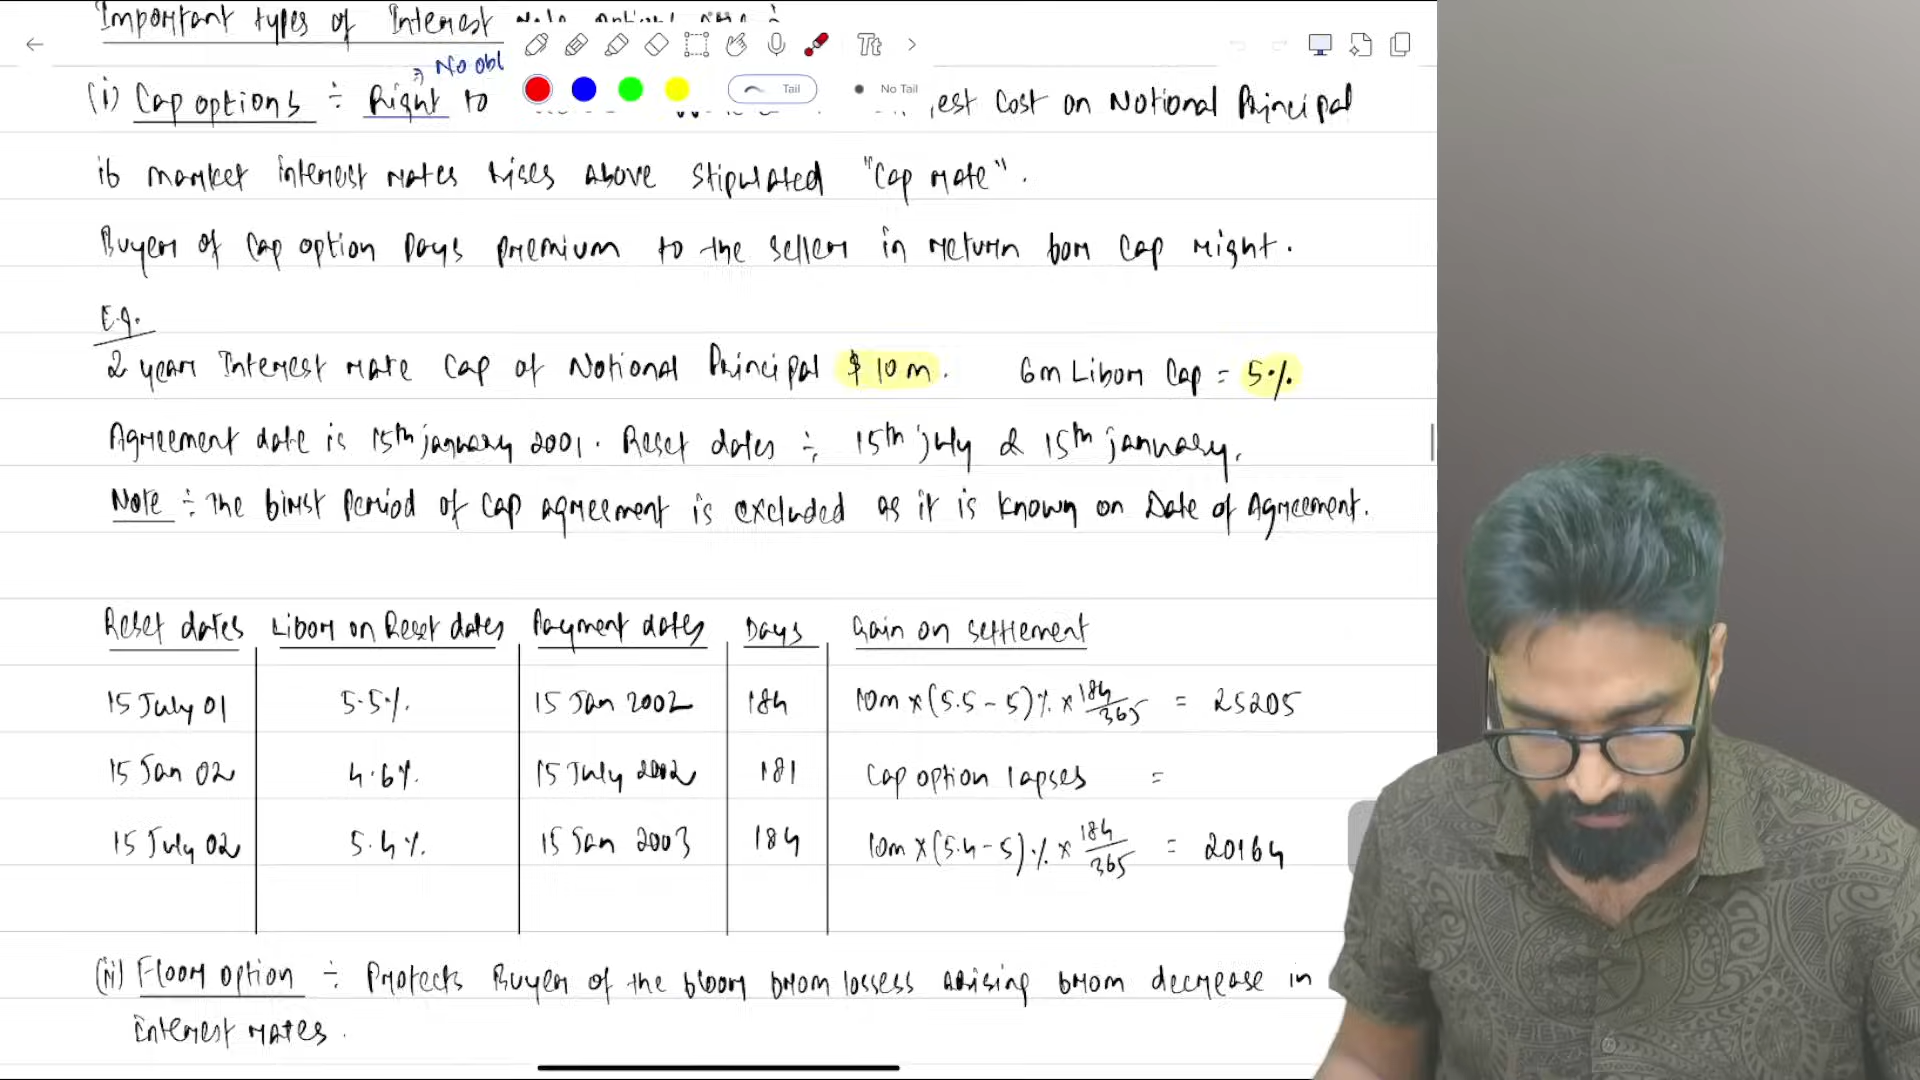 Important types of Interest
⇒ No obl
Tail
No Tail
(i) Cap options ÷ Right to est Cost on Notional Principal
if market interest rates rises above stipulated "Cap rate".
Buyer of Cap option pays premium to the seller in return for Cap right.
E.g.
2 year Interest rate Cap of Notional Principal $ 10 m. 6m Libor Cap = 5%
Agreement date is 15th january 2001. Reset dates ÷ 15th july & 15th january.
Note ÷ The first period of cap agreement is excluded as it is known on Date of Agreement.
Reset dates Libor on Reset dates Payment dates Days Gain on settlement
15 July 01 5.5% 15 Jan 2002 184 10m x (5.5 - 5) % x 184/365 = 25205
15 Jan 02 4.6% 15 July 2002 181 Cap option lapses =
15 July 02 5.4% 15 Jan 2003 184 10m x (5.4 - 5) % x 184/365 = 20164
(ii) Floor option ÷ Protects Buyer of the floor from lossess arising from decrease in
interest rates.